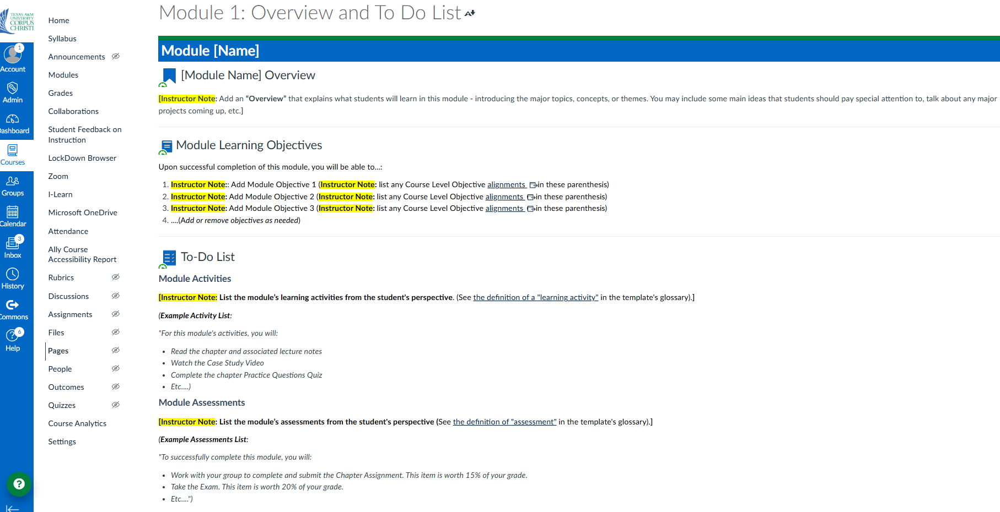 TEXAS A&M
UNIVERSITY
CORPUS
CHRISTI
1
Account
Admin
Dashboard
Courses
Groups
Calendar
3
Inbox
History
Commons
6
Help
?
Home
Syllabus
Announcements
Modules
Grades
Collaborations
Student Feedback on
Instruction
LockDown Browser
Zoom
I-Learn
Microsoft OneDrive
Attendance
Ally Course
Accessibility Report
Rubrics
Discussions
Assignments
Files
Pages
People
Outcomes
Quizzes
Course Analytics
Settings
Module 1: Overview and To Do List
Module [Name]
[Module Name] Overview
[Instructor Note: Add an “Overview” that explains what students will learn in this module - introducing the major topics, concepts, or themes. You may include some main ideas that students should pay special attention to, talk about any major
projects coming up, etc.]
Module Learning Objectives
Upon successful completion of this module, you will be able to...:
1. Instructor Note:: Add Module Objective 1 (Instructor Note: list any Course Level Objective alignments in these parenthesis)
2. Instructor Note: Add Module Objective 2 (Instructor Note: list any Course Level Objective alignments in these parenthesis)
3. Instructor Note: Add Module Objective 3 (Instructor Note: list any Course Level Objective alignments in these parenthesis)
4. ....(Add or remove objectives as needed)
To-Do List
Module Activities
[Instructor Note: List the module's learning activities from the student's perspective. (See the definition of a "learning activity" in the template's glossary).]
(Example Activity List:
"For this module's activities, you will:
• Read the chapter and associated lecture notes
• Watch the Case Study Video
• Complete the chapter Practice Questions Quiz
• Etc....)
Module Assessments
[Instructor Note: List the module's assessments from the student's perspective (See the definition of "assessment" in the template's glossary).]
(Example Assessments List:
"To successfully complete this module, you will:
• Work with your group to complete and submit the Chapter Assignment. This item is worth 15% of your grade.
• Take the Exam. This item is worth 20% of your grade.
• Etc....")